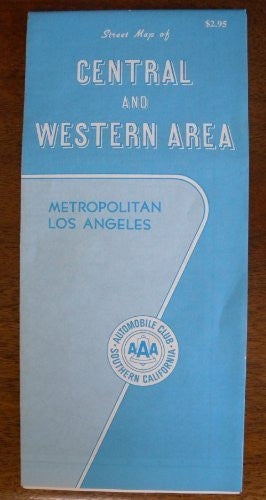 Street Map of
$2.95
CENTRAL
AND
WESTERN AREA
METROPOLITAN
LOS ANGELES
AUTOMOBILE CLUB
AAA
SOUTHERN CALIFORNIA